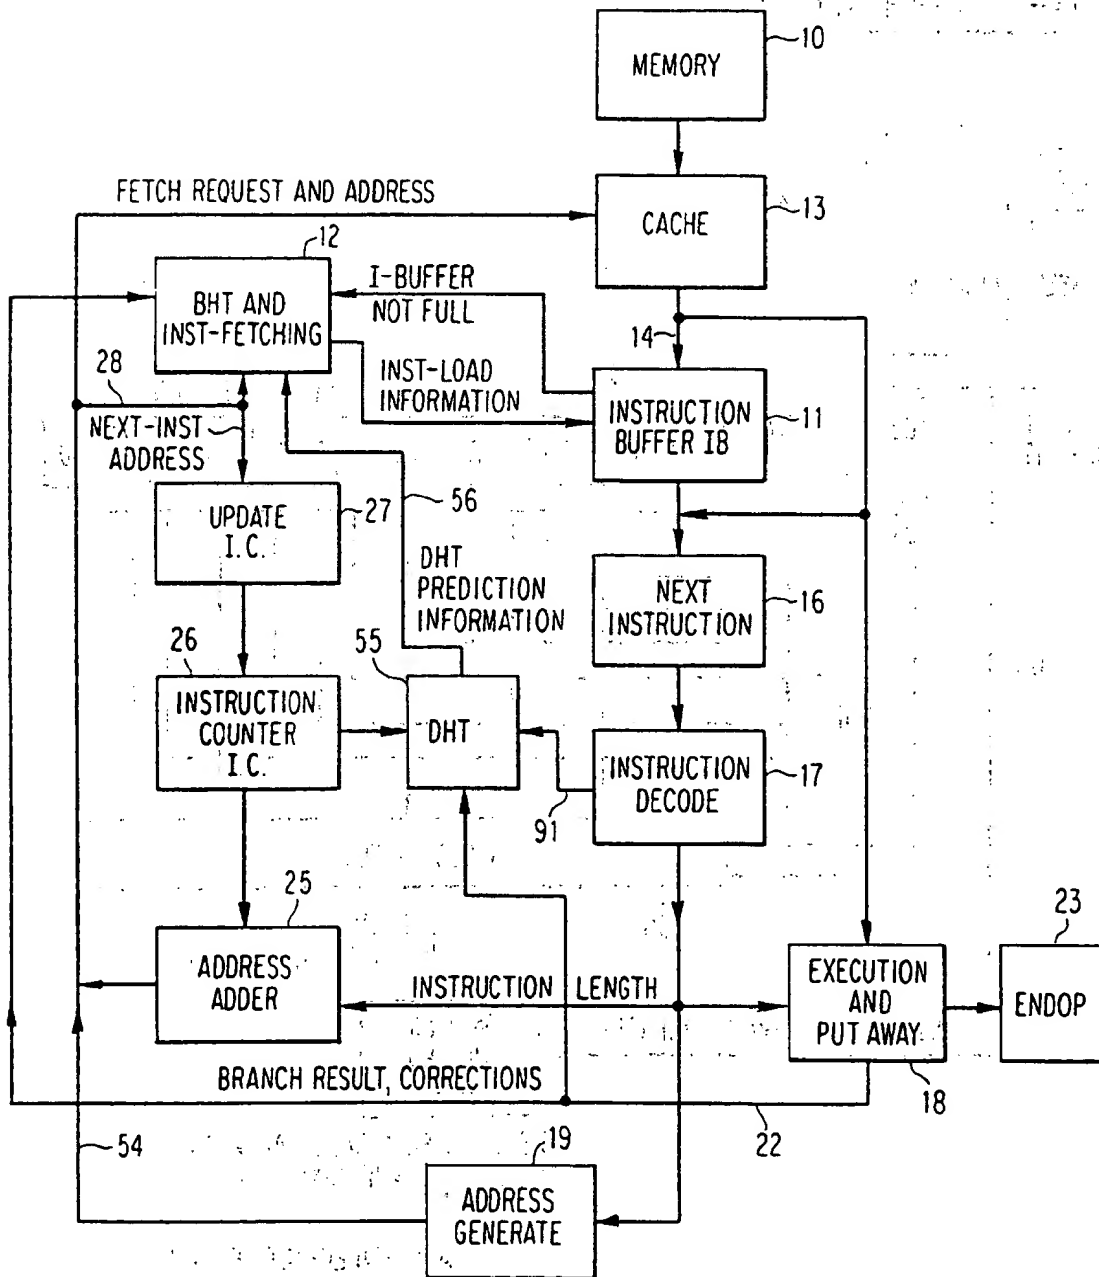 10
MEMORY
FETCH REQUEST AND ADDRESS
13
CACHE
12
BHT AND
INST-FETCHING
I-BUFFER
NOT FULL
14
28
INST-LOAD
INFORMATION
INSTRUCTION
BUFFER IB
11
NEXT-INST
ADDRESS
UPDATE
I.C.
27
56
DHT
PREDICTION
INFORMATION
NEXT
INSTRUCTION
16
26
INSTRUCTION
COUNTER
I.C.
55
DHT
INSTRUCTION
DECODE
17
91
25
ADDRESS
ADDER
INSTRUCTION LENGTH
EXECUTION
AND
PUT AWAY
18
23
ENDOP
BRANCH RESULT, CORRECTIONS
22
54
19
ADDRESS
GENERATE